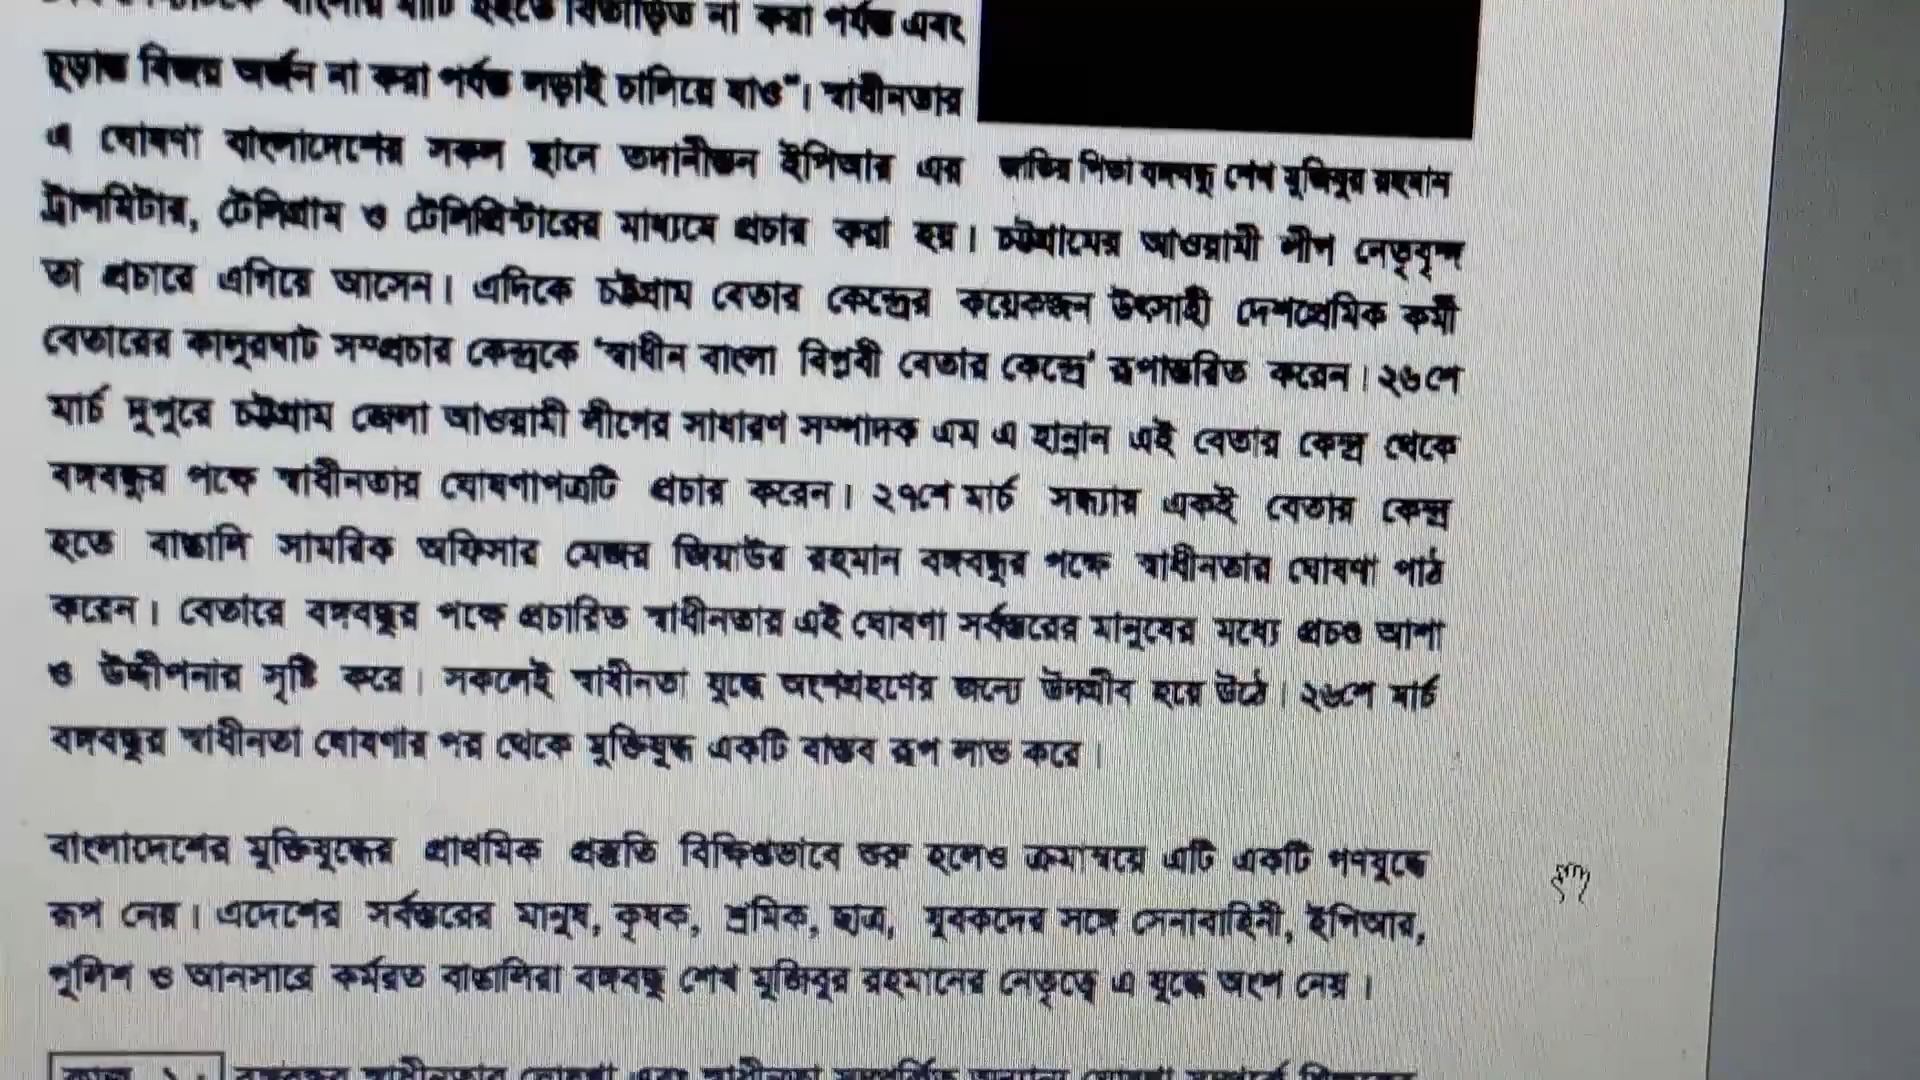 বাংলার মাটি হইতে বিতাড়িত না করা পর্যন্ত এবং
চূড়ান্ত বিজয় অর্জন না করা পর্যন্ত লড়াই চালিয়ে যাও"। স্বাধীনতার
এ ঘোষণা বাংলাদেশের সকল স্থানে তদানীন্তন ইপিআর এর
জাতির পিতা বঙ্গবন্ধু শেখ মুজিবুর রহমান
ট্রান্সমিটার, টেলিগ্রাম ও টেলিপ্রিন্টারের মাধ্যমে প্রচার করা হয়। চট্টগ্রামের আওয়ামী লীগ নেতৃবৃন্দ
তা প্রচারে এগিয়ে আসেন। এদিকে চট্টগ্রাম বেতার কেন্দ্রের কয়েকজন উৎসাহী দেশপ্রেমিক কর্মী
বেতারের কালুরঘাট সম্প্রচার কেন্দ্রকে 'স্বাধীন বাংলা বিপ্লবী বেতার কেন্দ্রে' রূপান্তরিত করেন। ২৬শে
মার্চ দুপুরে চট্টগ্রাম জেলা আওয়ামী লীগের সাধারণ সম্পাদক এম এ হান্নান এই বেতার কেন্দ্র থেকে
বঙ্গবন্ধুর পক্ষে স্বাধীনতার ঘোষণাপত্রটি প্রচার করেন। ২৭শে মার্চ সন্ধ্যায় একই বেতার কেন্দ্র
হতে বাঙালি সামরিক অফিসার মেজর জিয়াউর রহমান বঙ্গবন্ধুর পক্ষে স্বাধীনতার ঘোষণা পাঠ
করেন। বেতারে বঙ্গবন্ধুর পক্ষে প্রচারিত স্বাধীনতার এই ঘোষণা সর্বস্তরের মানুষের মধ্যে প্রচণ্ড আশা
ও উদ্দীপনার সৃষ্টি করে। সকলেই স্বাধীনতা যুদ্ধে অংশগ্রহণের জন্যে উদগ্রীব হয়ে উঠে। ২৬শে মার্চ
বঙ্গবন্ধুর স্বাধীনতা ঘোষণার পর থেকে মুক্তিযুদ্ধ একটি বাস্তব রূপ লাভ করে।
বাংলাদেশের মুক্তিযুদ্ধের প্রাথমিক প্রস্তুতি বিক্ষিপ্তভাবে শুরু হলেও ক্রমান্বয়ে এটি একটি গণযুদ্ধে
রূপ নেয়। এদেশের সর্বস্তরের মানুষ, কৃষক, শ্রমিক, ছাত্র, যুবকদের সঙ্গে সেনাবাহিনী, ইপিআর,
পুলিশ ও আনসারে কর্মরত বাঙালিরা বঙ্গবন্ধু শেখ মুজিবুর রহমানের নেতৃত্বে এ যুদ্ধে অংশ নেয়।